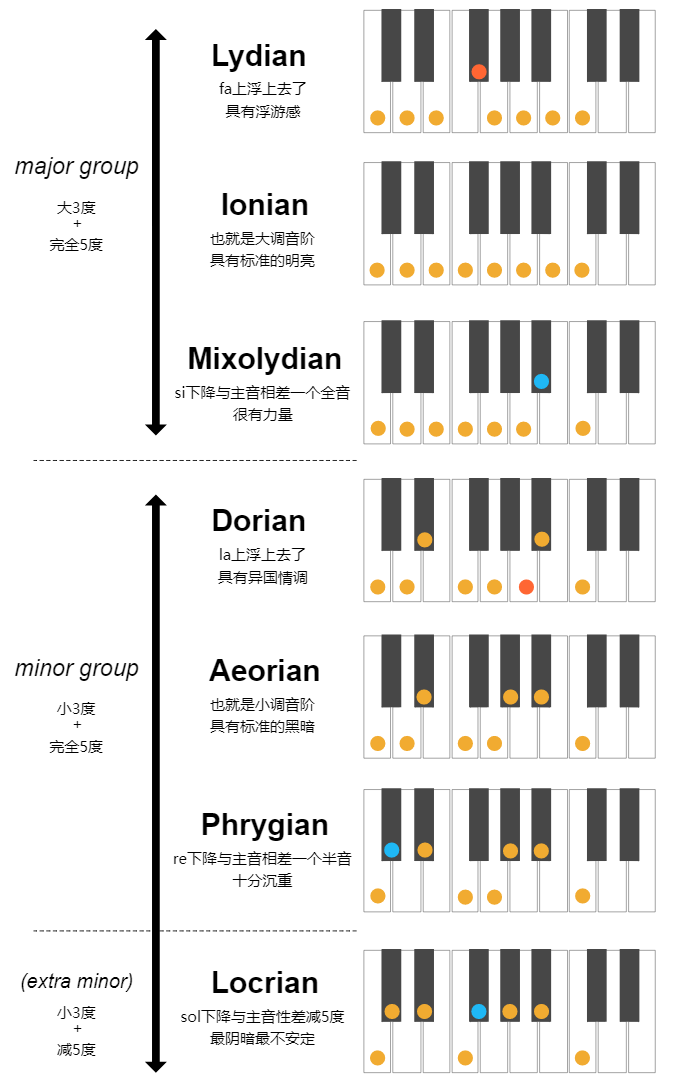 Lydian
fa上浮上去了
具有浮游感
major group
大3度
+
完全5度
Ionian
也就是大调音阶
具有标准的明亮
Mixolydian
si下降与主音相差一个全音
很有力量
Dorian
la上浮上去了
具有异国情调
minor group
小3度
+
完全5度
Aeorian
也就是小调音阶
具有标准的黑暗
Phrygian
re下降与主音相差一个半音
十分沉重
(extra minor)
小3度
+
减5度
Locrian
sol下降与主音性差减5度
最阴暗最不安定